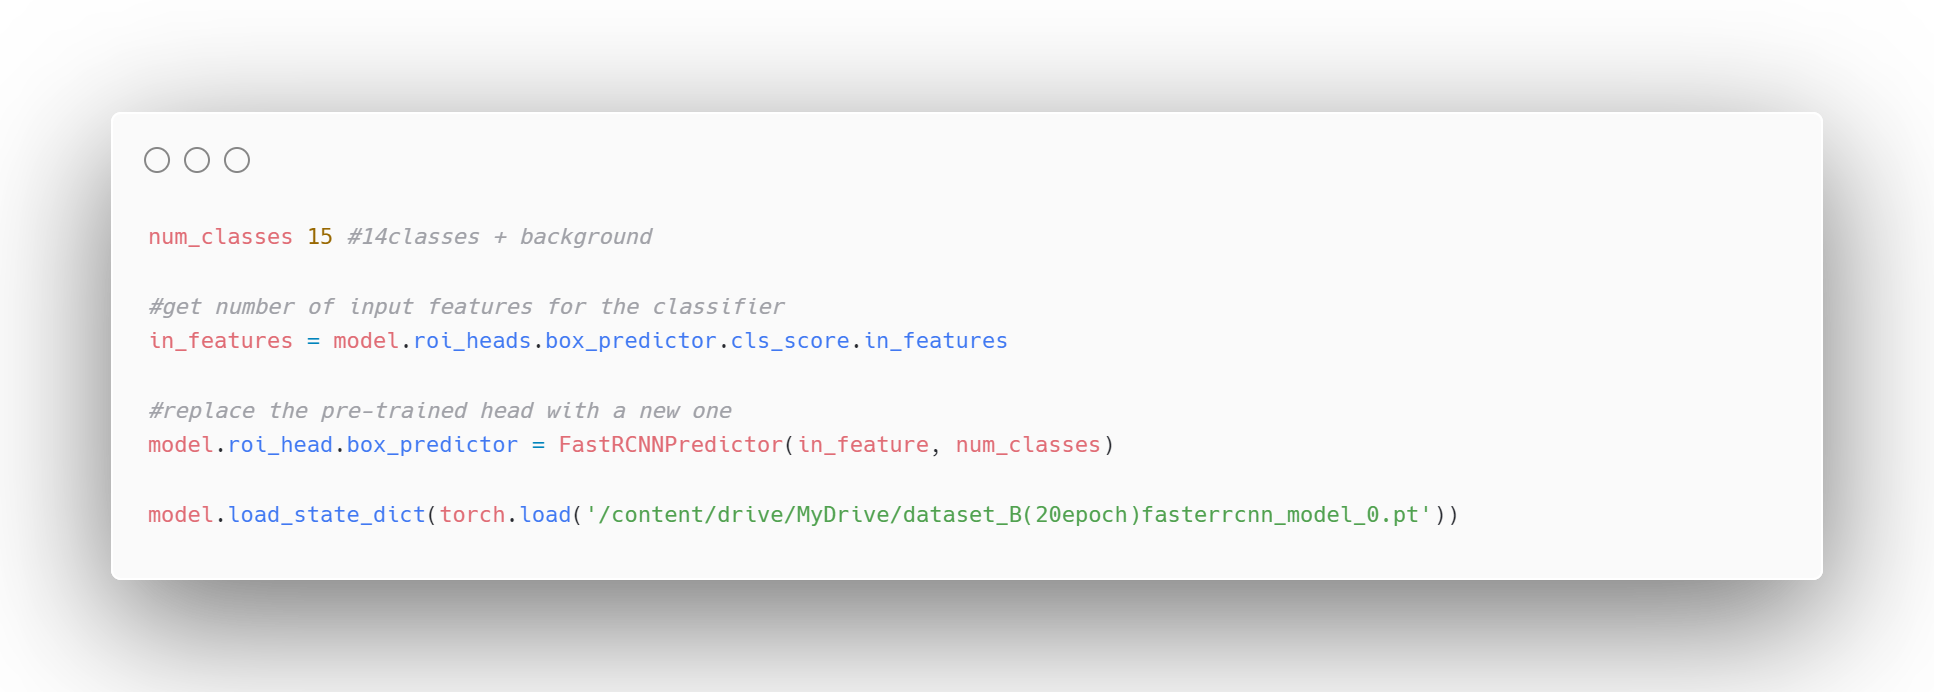 num_classes 15 #14classes + background
#get number of input features for the classifier
in_features = model.roi_heads.box_predictor.cls_score.in_features
#replace the pre-trained head with a new one
model.roi_head.box_predictor = FastRCNNPredictor(in_feature, num_classes)
model.load_state_dict(torch.load('/content/drive/MyDrive/dataset_B(20epoch)fasterrcnn_model_0.pt'))